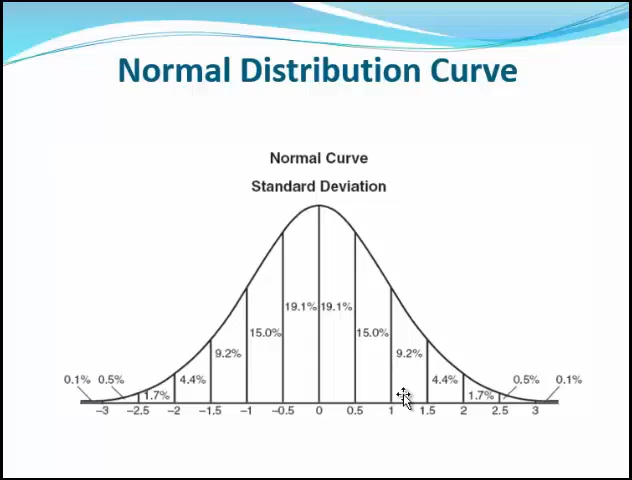 Normal Distribution Curve
Normal Curve
Standard Deviation
19.1% 19.1%
15.0% 15.0%
9.2% 9.2%
0.1% 0.5% 4.4% 4.4% 0.5% 0.1%
1.7% 1.7%
−3 −2.5 −2 −1.5 −1 −0.5 0 0.5 1 1.5 2 2.5 3